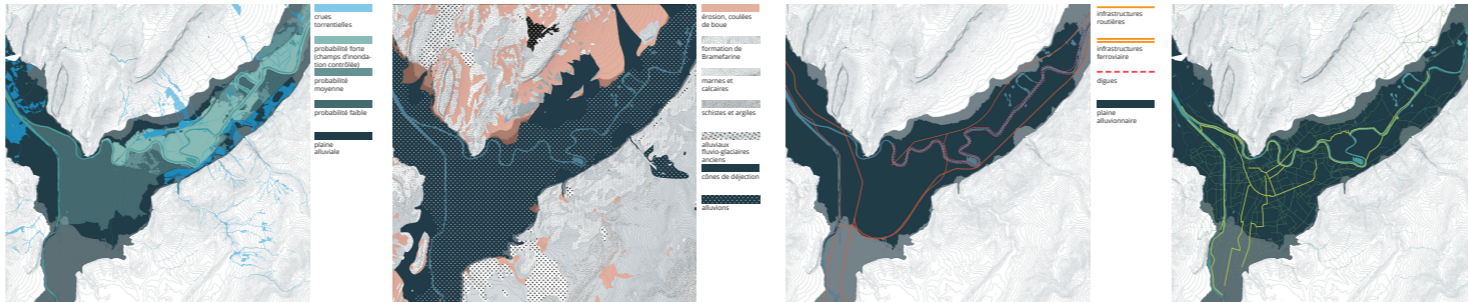 crues
torrentielles
probabilité forte
(champs d'inonda-
tion contrôlée)
probabilité
moyenne
probabilité faible
plaine
alluviale
érosion, coulées
de boue
formation de
Bramefarine
marnes et
calcaires
schistes et argiles
alluviaux
fluvio-glaciaires
anciens
cônes de déjection
alluvions
infrastructures
routières
infrastructures
ferroviaire
digues
plaine
alluvionnaire